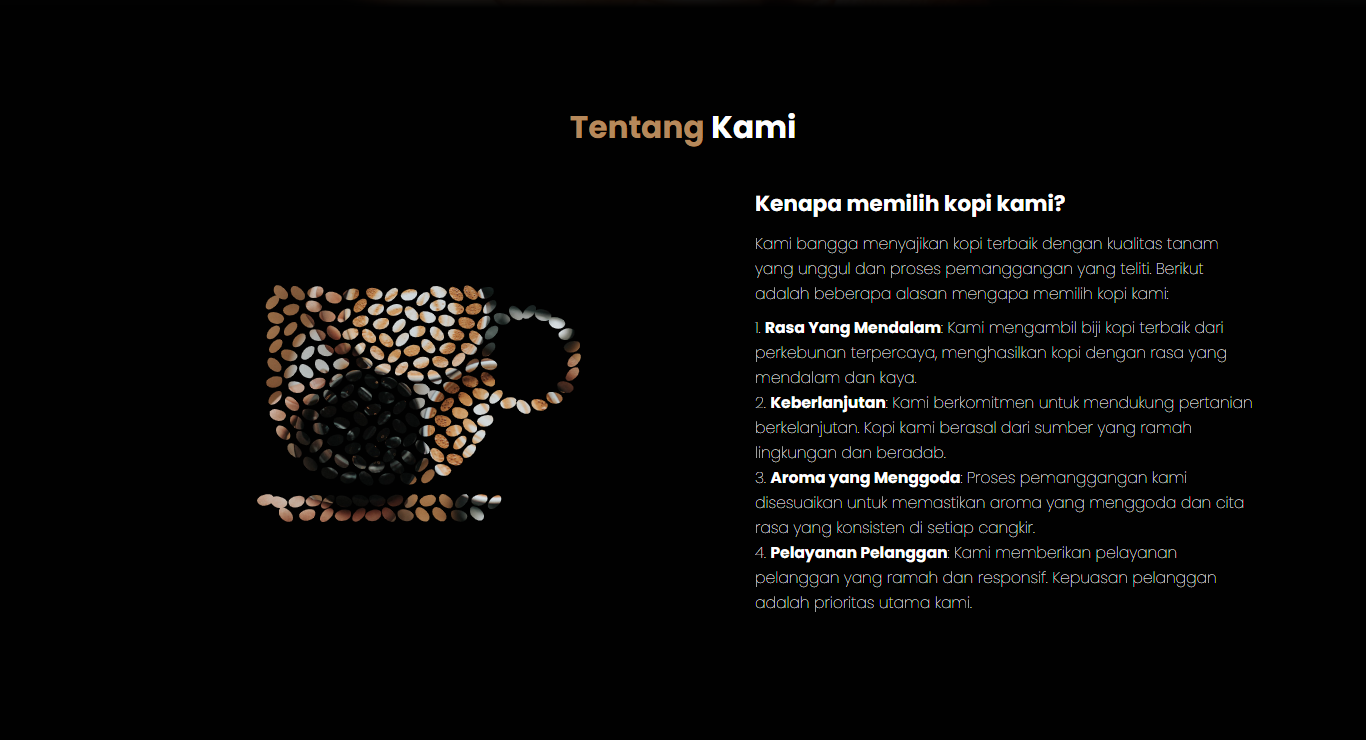 Tentang Kami
Kenapa memilih kopi kami?
Kami bangga menyajikan kopi terbaik dengan kualitas tanam
yang unggul dan proses pemanggangan yang teliti. Berikut
adalah beberapa alasan mengapa memilih kopi kami:
1. Rasa Yang Mendalam: Kami mengambil biji kopi terbaik dari
perkebunan terpercaya, menghasilkan kopi dengan rasa yang
mendalam dan kaya.
2. Keberlanjutan: Kami berkomitmen untuk mendukung pertanian
berkelanjutan. Kopi kami berasal dari sumber yang ramah
lingkungan dan beradab.
3. Aroma yang Menggoda: Proses pemanggangan kami
disesuaikan untuk memastikan aroma yang menggoda dan cita
rasa yang konsisten di setiap cangkir.
4. Pelayanan Pelanggan: Kami memberikan pelayanan
pelanggan yang ramah dan responsif. Kepuasan pelanggan
adalah prioritas utama kami.